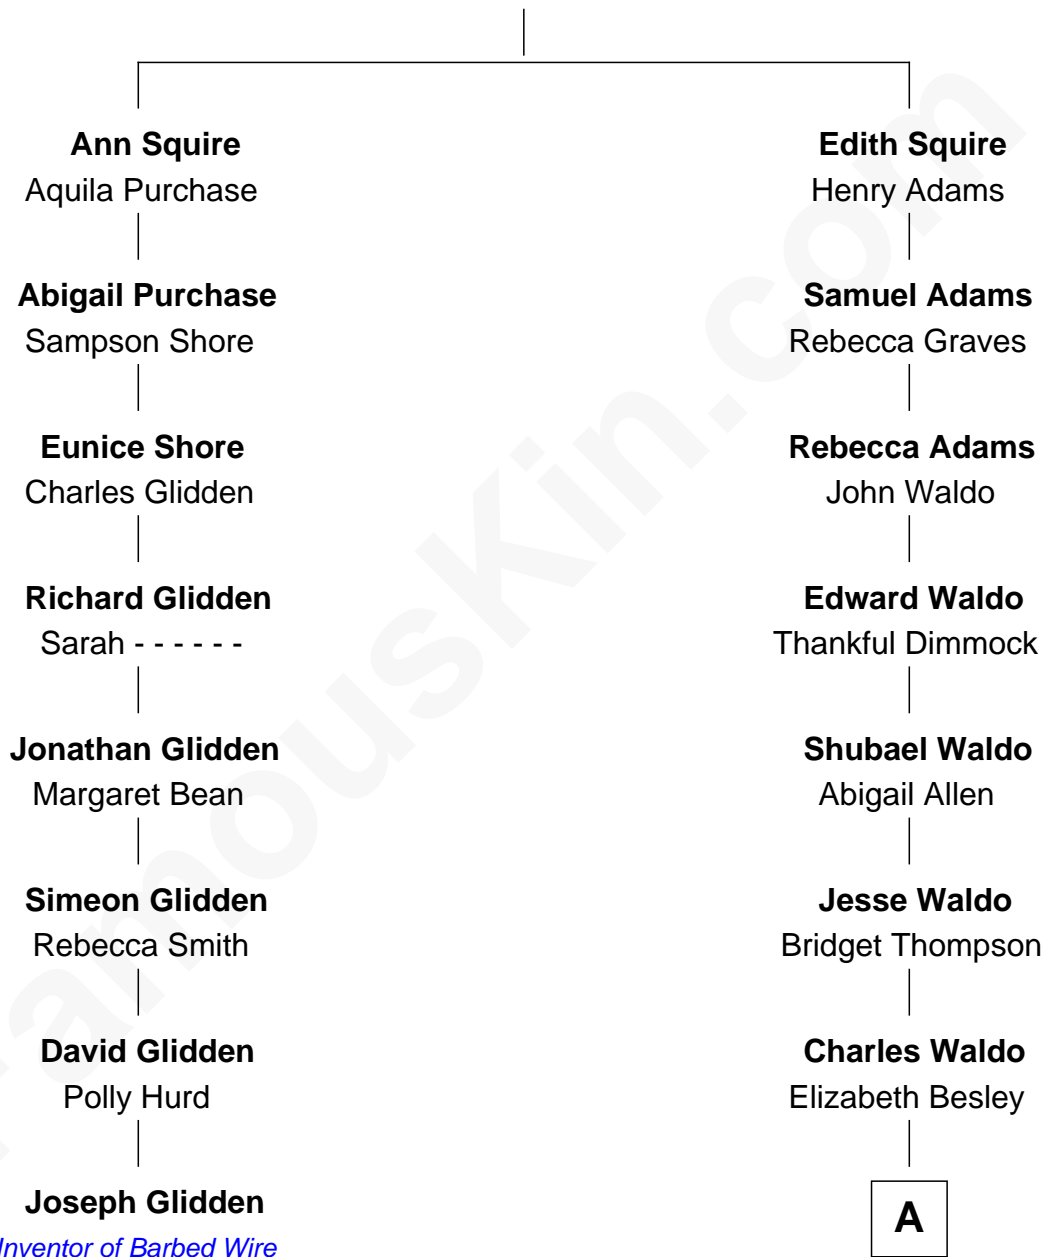 Ann Squire
Aquila Purchase
Abigail Purchase
Sampson Shore
Eunice Shore
Charles Glidden
Richard Glidden
Sarah - - - - - -
Jonathan Glidden
Margaret Bean
Simeon Glidden
Rebecca Smith
David Glidden
Polly Hurd
Joseph Glidden
Inventor of Barbed Wire
Edith Squire
Henry Adams
Samuel Adams
Rebecca Graves
Rebecca Adams
John Waldo
Edward Waldo
Thankful Dimmock
Shubael Waldo
Abigail Allen
Jesse Waldo
Bridget Thompson
Charles Waldo
Elizabeth Besley
A
FamousKin.com